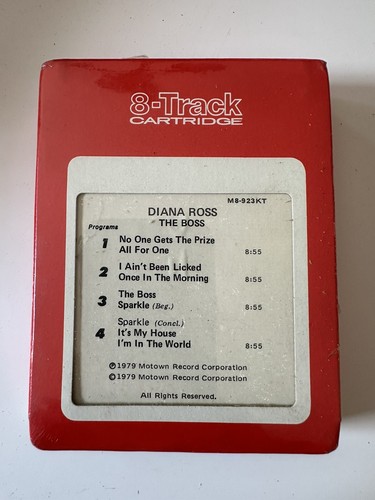 8-Track
CARTRIDGE
M8-923KT
DIANA ROSS
THE BOSS
Programs
1 No One Gets The Prize
All For One 8:55
2 I Ain't Been Licked
Once In The Morning 8:55
3 The Boss
Sparkle (Beg.) 8:55
4 Sparkle (Concl.)
It's My House
I'm In The World 8:55
Ⓟ1979 Motown Record Corporation
©1979 Motown Record Corporation
All Rights Reserved.